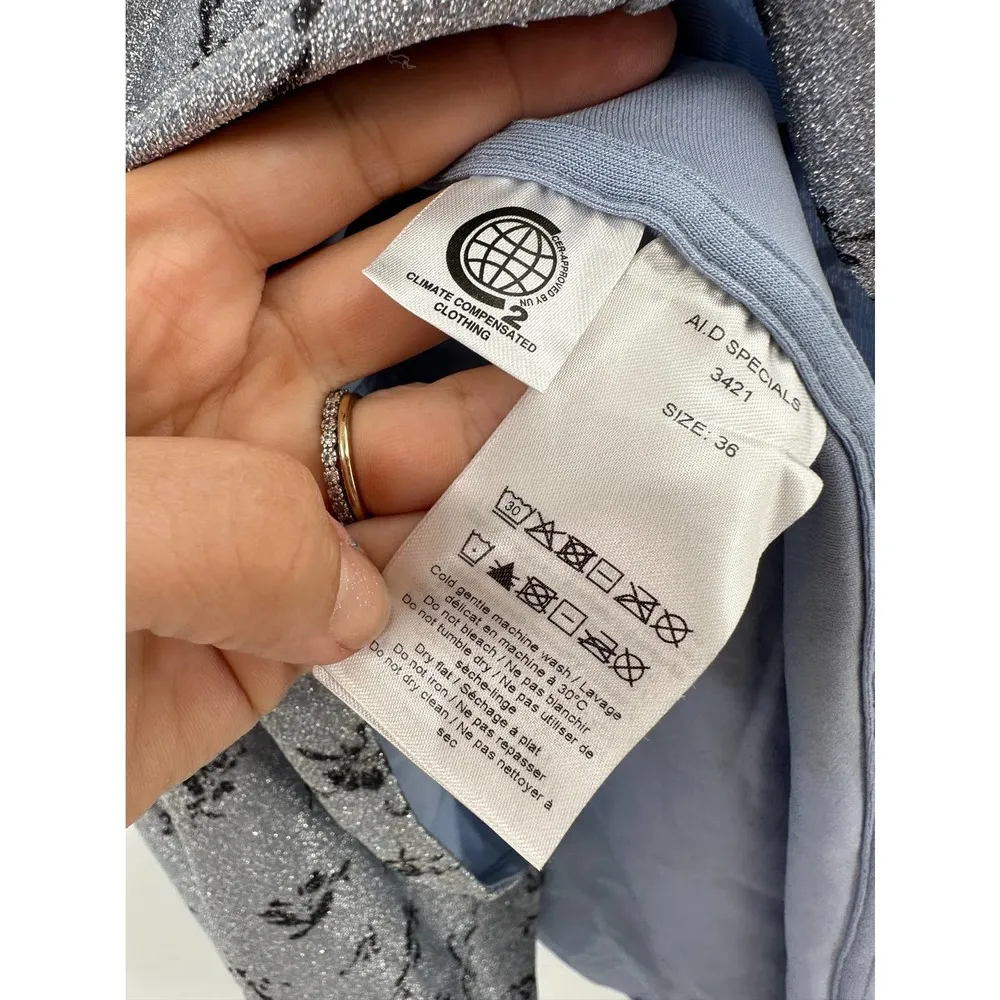 CER-APPROVED BY UN
2
CLIMATE COMPENSATED
CLOTHING
AI.D SPECIALS
3421
SIZE: 36
30
Cold gentle machine wash / Lavage
délicat en machine à 30°C
Do not bleach / Ne pas blanchir
Do not tumble dry / Ne pas utiliser de
sèche-linge
Dry flat / Séchage à plat
Do not iron / Ne pas repasser
Do not dry clean / Ne pas nettoyer à
sec